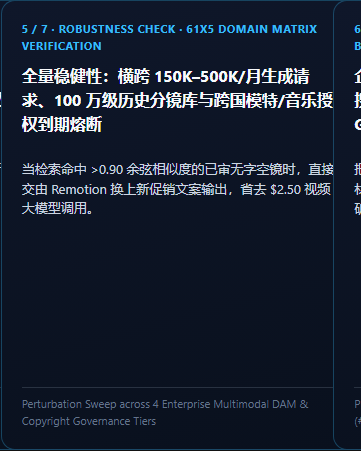 5 / 7 · ROBUSTNESS CHECK · 61X5 DOMAIN MATRIX
VERIFICATION
全量稳健性：横跨 150K–500K/月生成请
求、100 万级历史分镜库与跨国模特/音乐授
权到期熔断
当检索命中 >0.90 余弦相似度的已审无字空镜时，直接
交由 Remotion 换上新促销文案输出，省去 $2.50 视频
大模型调用。
Perturbation Sweep across 4 Enterprise Multimodal DAM &
Copyright Governance Tiers